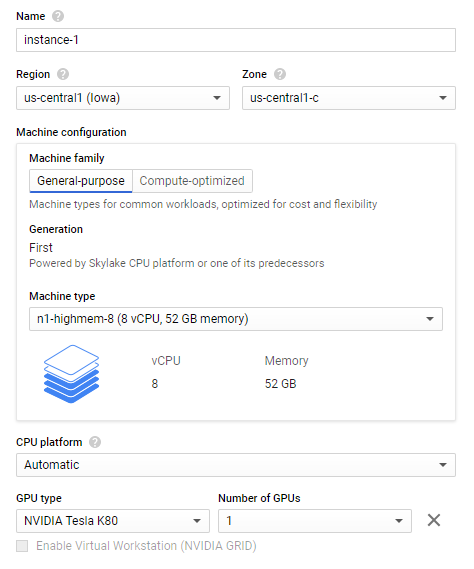 Name ?
instance-1
Region ? Zone ?
us-central1 (Iowa) us-central1-c
Machine configuration
Machine family
General-purpose Compute-optimized
Machine types for common workloads, optimized for cost and flexibility
Generation
First
Powered by Skylake CPU platform or one of its predecessors
Machine type
n1-highmem-8 (8 vCPU, 52 GB memory)
vCPU Memory
8 52 GB
CPU platform ?
Automatic
GPU type Number of GPUs
NVIDIA Tesla K80 1
Enable Virtual Workstation (NVIDIA GRID)